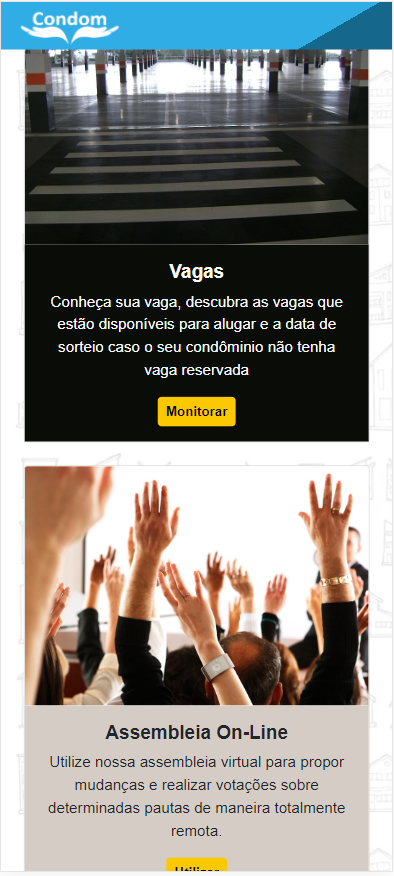 Condom
Vagas
Conheça sua vaga, descubra as vagas que
estão disponíveis para alugar e a data de
sorteio caso o seu condôminio não tenha
vaga reservada
Monitorar
Assembleia On-Line
Utilize nossa assembleia virtual para propor
mudanças e realizar votações sobre
determinadas pautas de maneira totalmente
remota.
Utilizar